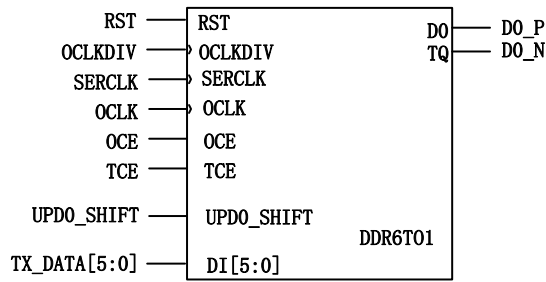 RST RST DO DO_P
OCLKDIV OCLKDIV TQ DO_N
SERCLK SERCLK
OCLK OCLK
OCE OCE
TCE TCE
UPDO_SHIFT UPDO_SHIFT
DDR6TO1
TX_DATA[5:0] DI[5:0]